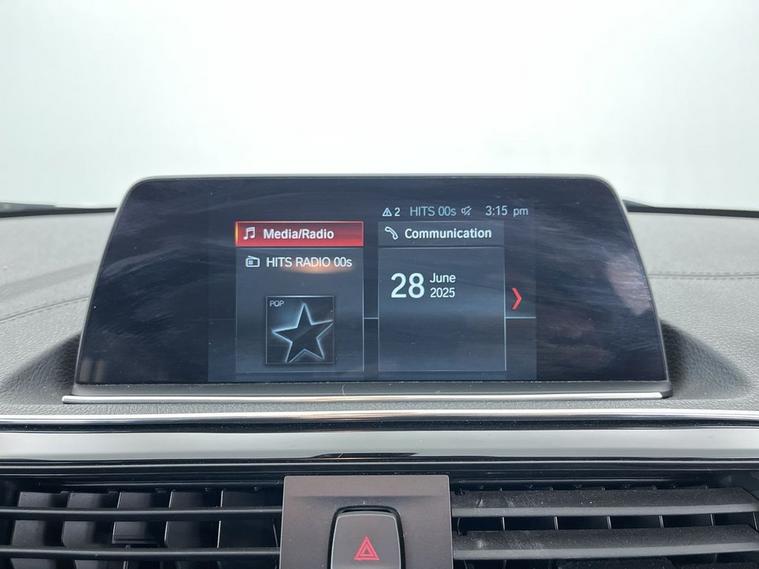 2 HITS 00s 3:15 pm
Media/Radio
Communication
HITS RADIO 00s
28 June
2025
POP